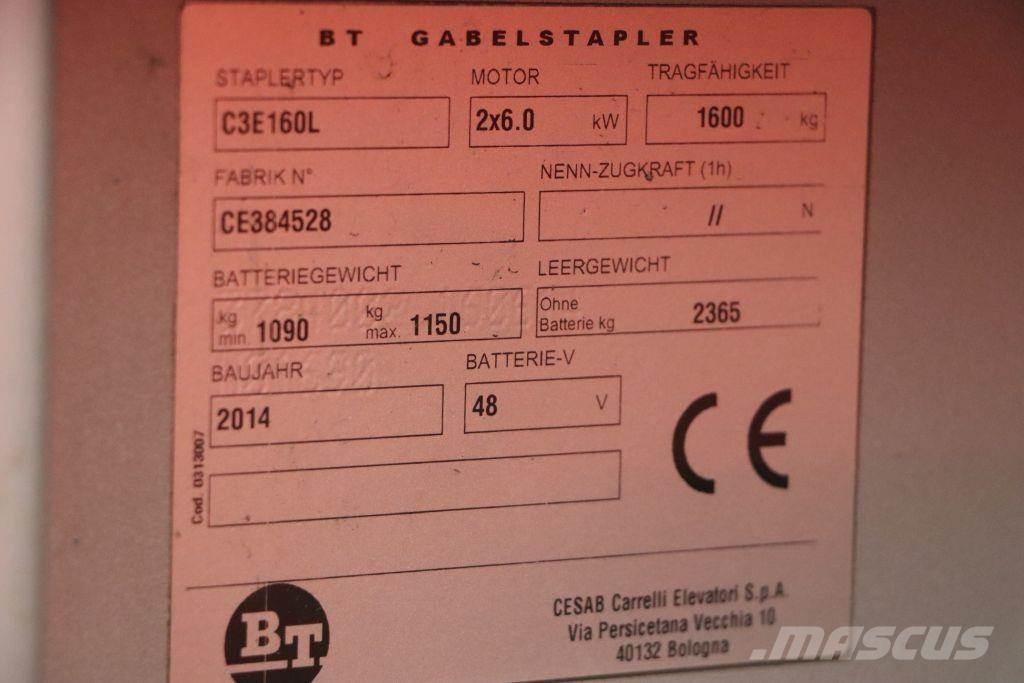 BT GABELSTAPLER
STAPLERTYP MOTOR TRAGFÄHIGKEIT
C3E160L 2x6.0 kW 1600 kg
FABRIK N° NENN-ZUGKRAFT (1h)
CE384528 // N
BATTERIEGEWICHT LEERGEWICHT
kg min. 1090 kg max. 1150 Ohne Batterie kg 2365
BAUJAHR BATTERIE-V
2014 48 V
CE
Cod. D313007
BT
CESAB Carrelli Elevatori S.p.A.
Via Persicetana Vecchia 10
40132 Bologna
MASCUS